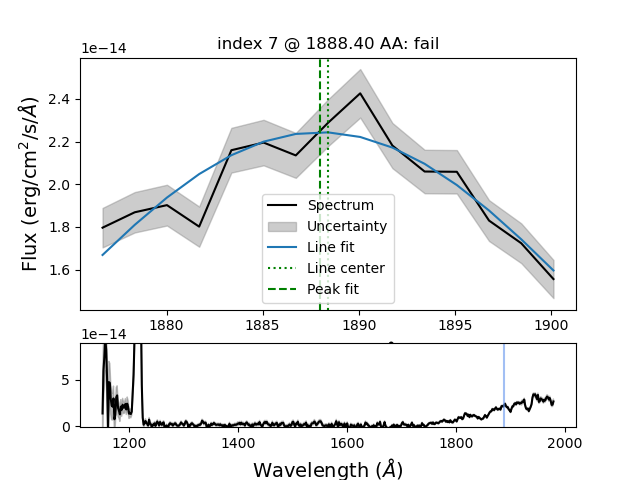 index 7 @ 1888.40 AA: fail
1e−14
Flux (erg/cm²/s/Å)
2.4
2.2
2.0
1.8
1.6
Spectrum
Uncertainty
Line fit
Line center
Peak fit
1880 1885 1890 1895 1900
1e−14
5
0
1200 1400 1600 1800 2000
Wavelength (Å)